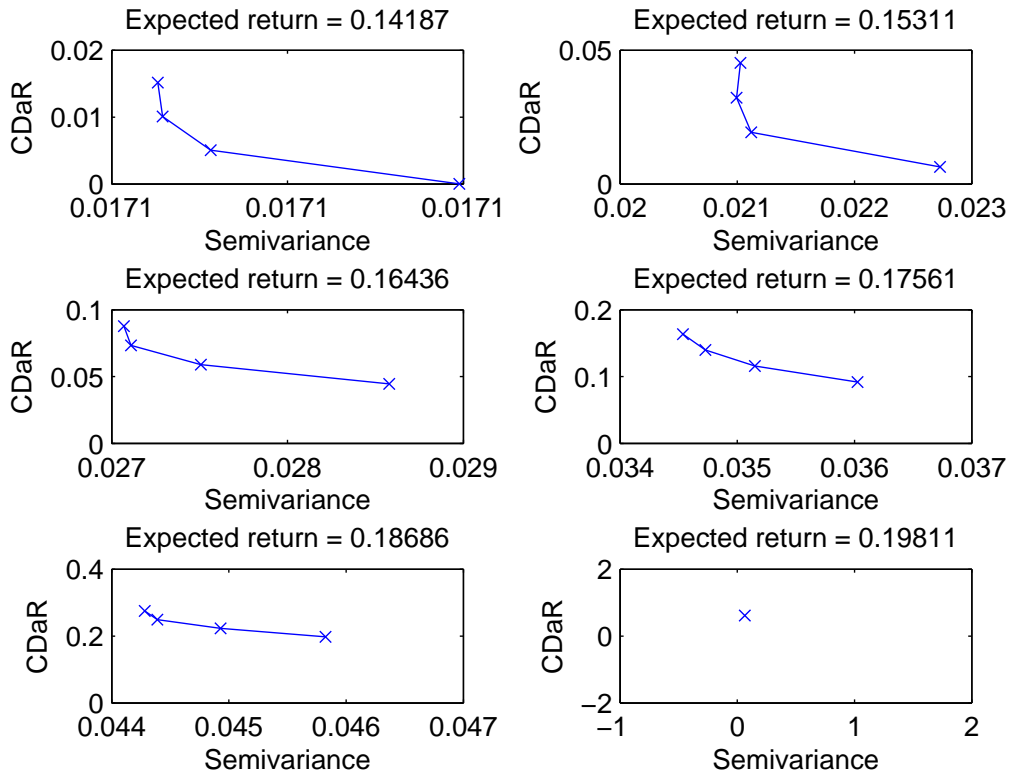 Expected return = 0.14187
0.02
0.01
0
CDaR
0.0171 0.0171 0.0171
Semivariance
Expected return = 0.15311
0.05
0
CDaR
0.02 0.021 0.022 0.023
Semivariance
Expected return = 0.16436
0.1
0.05
0
CDaR
0.027 0.028 0.029
Semivariance
Expected return = 0.17561
0.2
0.1
0
CDaR
0.034 0.035 0.036 0.037
Semivariance
Expected return = 0.18686
0.4
0.2
0
CDaR
0.044 0.045 0.046 0.047
Semivariance
Expected return = 0.19811
2
0
−2
CDaR
−1 0 1 2
Semivariance